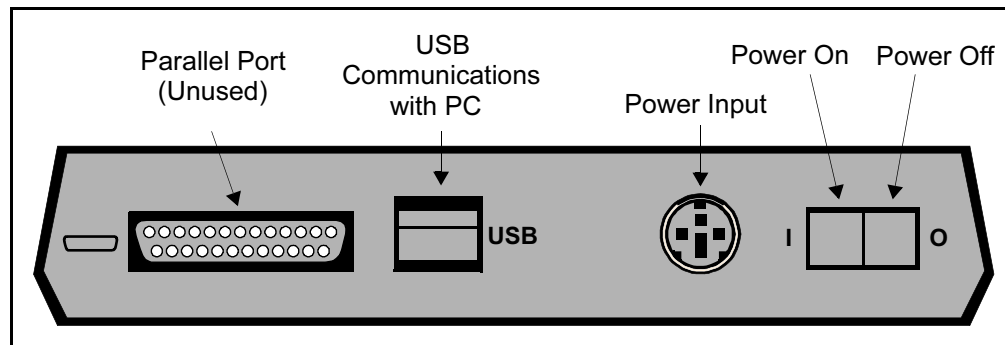 Parallel Port
(Unused)
USB
Communications
with PC
Power Input
Power On
Power Off
USB
I
O